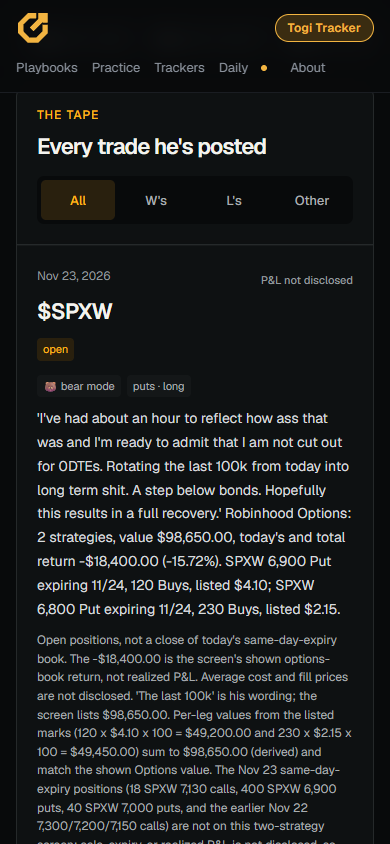 Togi Tracker
Playbooks Practice Trackers Daily About
THE TAPE
Every trade he's posted
All W's L's Other
Nov 23, 2026
P&L not disclosed
$SPXW
open
🐻 bear mode puts · long
'I've had about an hour to reflect how ass that
was and I'm ready to admit that I am not cut out
for 0DTEs. Rotating the last 100k from today into
long term shit. A step below bonds. Hopefully
this results in a full recovery.' Robinhood Options:
2 strategies, value $98,650.00, today's and total
return -$18,400.00 (-15.72%). SPXW 6,900 Put
expiring 11/24, 120 Buys, listed $4.10; SPXW
6,800 Put expiring 11/24, 230 Buys, listed $2.15.
Open positions, not a close of today's same-day-expiry
book. The -$18,400.00 is the screen's shown options-
book return, not realized P&L. Average cost and fill prices
are not disclosed. 'The last 100k' is his wording; the
screen lists $98,650.00. Per-leg values from the listed
marks (120 x $4.10 x 100 = $49,200.00 and 230 x $2.15 x
100 = $49,450.00) sum to $98,650.00 (derived) and
match the shown Options value. The Nov 23 same-day-
expiry positions (18 SPXW 7,130 calls, 400 SPXW 6,900
puts, 40 SPXW 7,000 puts, and the earlier Nov 22
7,300/7,200/7,150 calls) are not on this two-strategy